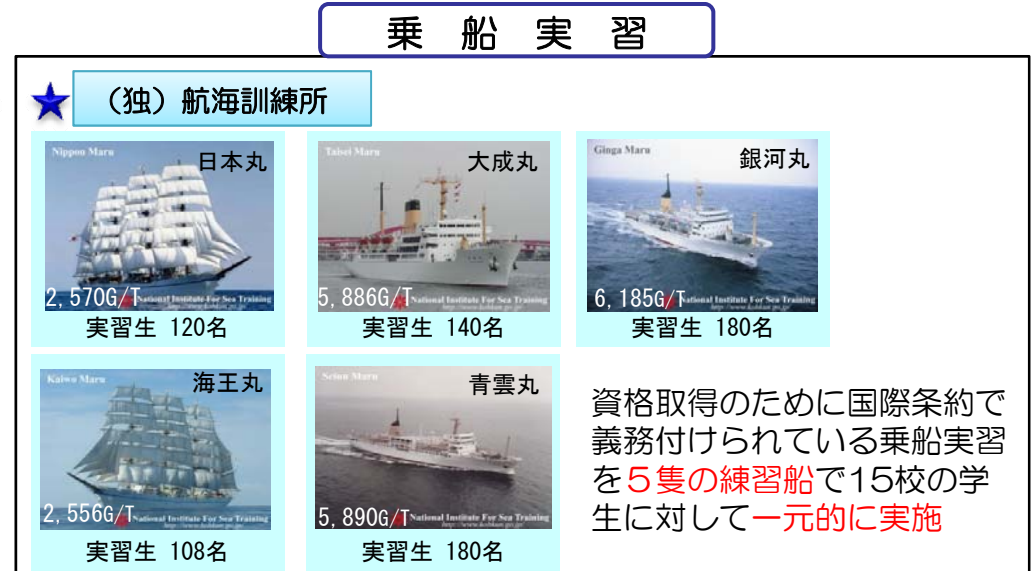 乗 船 実 習
（独）航海訓練所
Nippon Maru
日本丸
2,570G/T
National Institute For Sea Training
実習生 120名
Taisei Maru
大成丸
5,886G/T
National Institute For Sea Training
実習生 140名
Ginga Maru
銀河丸
6,185G/T
National Institute For Sea Training
実習生 180名
Kaiwo Maru
海王丸
2,556G/T
National Institute For Sea Training
実習生 108名
Seiun Maru
青雲丸
5,890G/T
National Institute For Sea Training
実習生 180名
資格取得のために国際条約で
義務付けられている乗船実習
を５隻の練習船で15校の学
生に対して一元的に実施